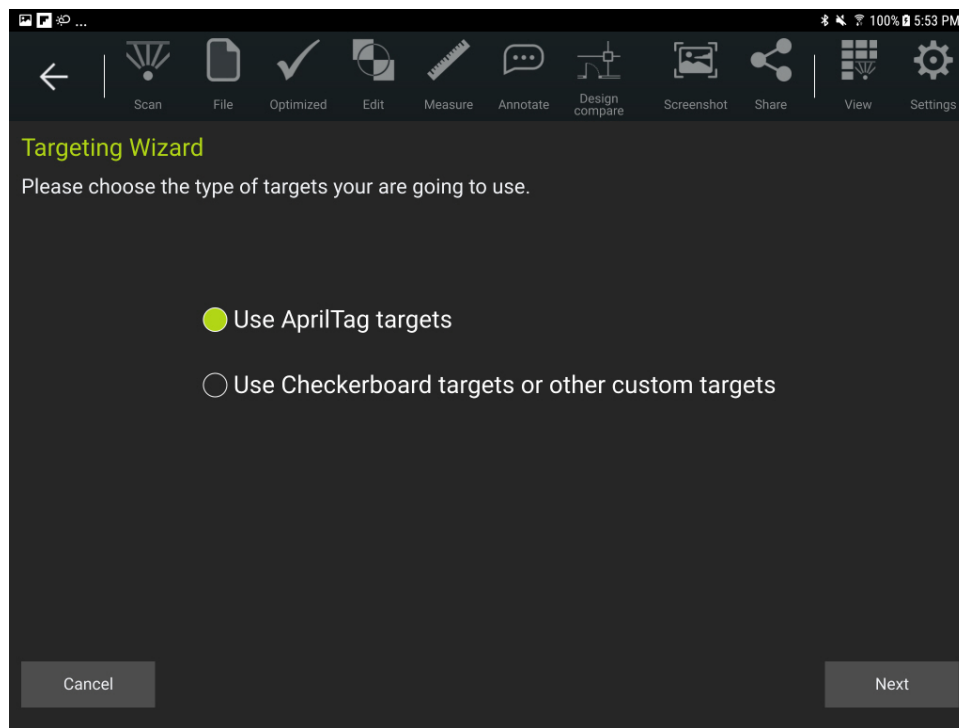 ... 100% 5:53 PM
Scan File Optimized Edit Measure Annotate Design compare Screenshot Share View Settings
Targeting Wizard
Please choose the type of targets your are going to use.
Use AprilTag targets
Use Checkerboard targets or other custom targets
Cancel Next